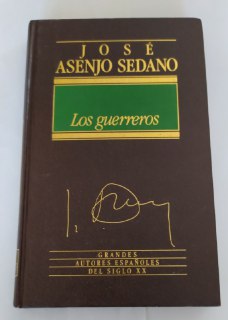 JOSÉ
ASENJO SEDANO
Los guerreros
GRANDES
AUTORES ESPAÑOLES
DEL SIGLO XX